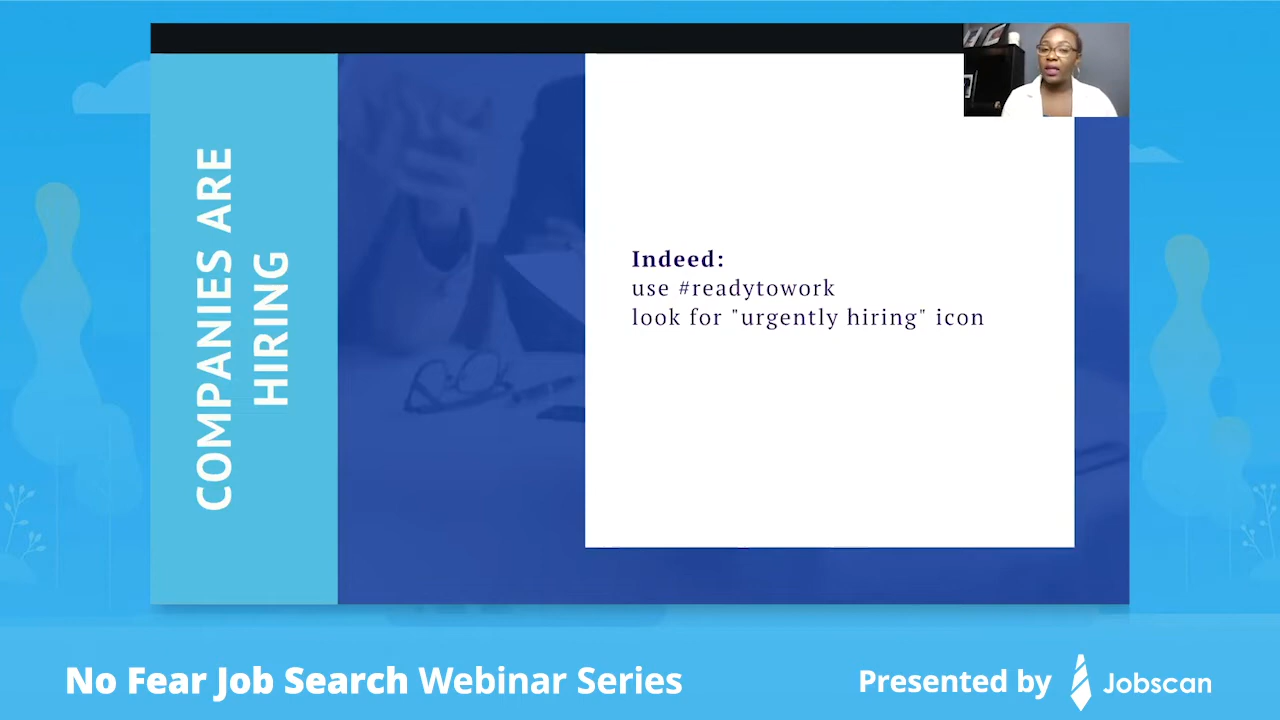 COMPANIES ARE
HIRING
Indeed:
use #readytowork
look for "urgently hiring" icon
No Fear Job Search Webinar Series
Presented by Jobscan